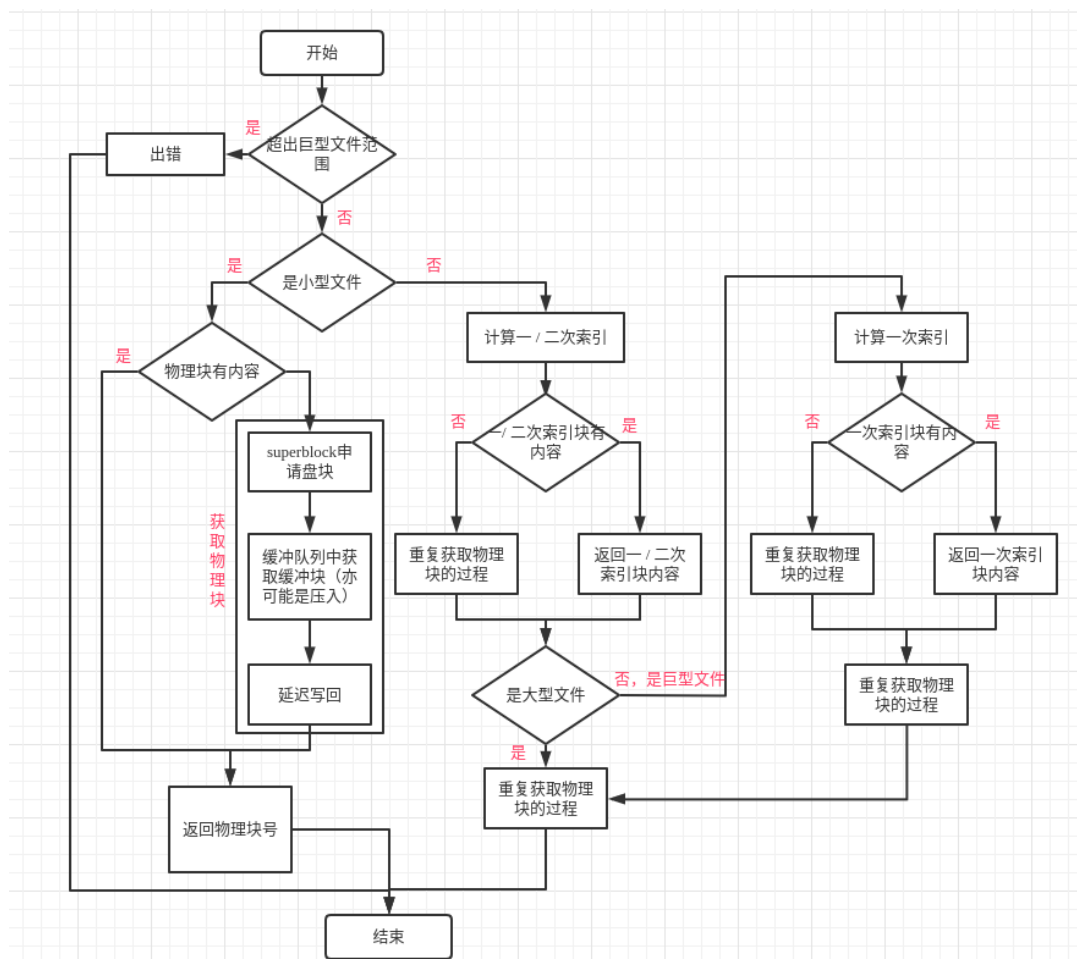 开始
是
超出巨型文件范
围
出错
否
是
是小型文件
否
是
物理块有内容
计算一 / 二次索引
计算一次索引
superblock申
请盘块
否
一/ 二次索引块有
内容
是
否
一次索引块有内
容
是
获
取
物
理
块
缓冲队列中获
取缓冲块（亦
可能是压入）
重复获取物理
块的过程
返回一 / 二次
索引块内容
重复获取物理
块的过程
返回一次索引
块内容
延迟写回
是大型文件
否，是巨型文件
重复获取物理
块的过程
是
返回物理块号
重复获取物理
块的过程
结束